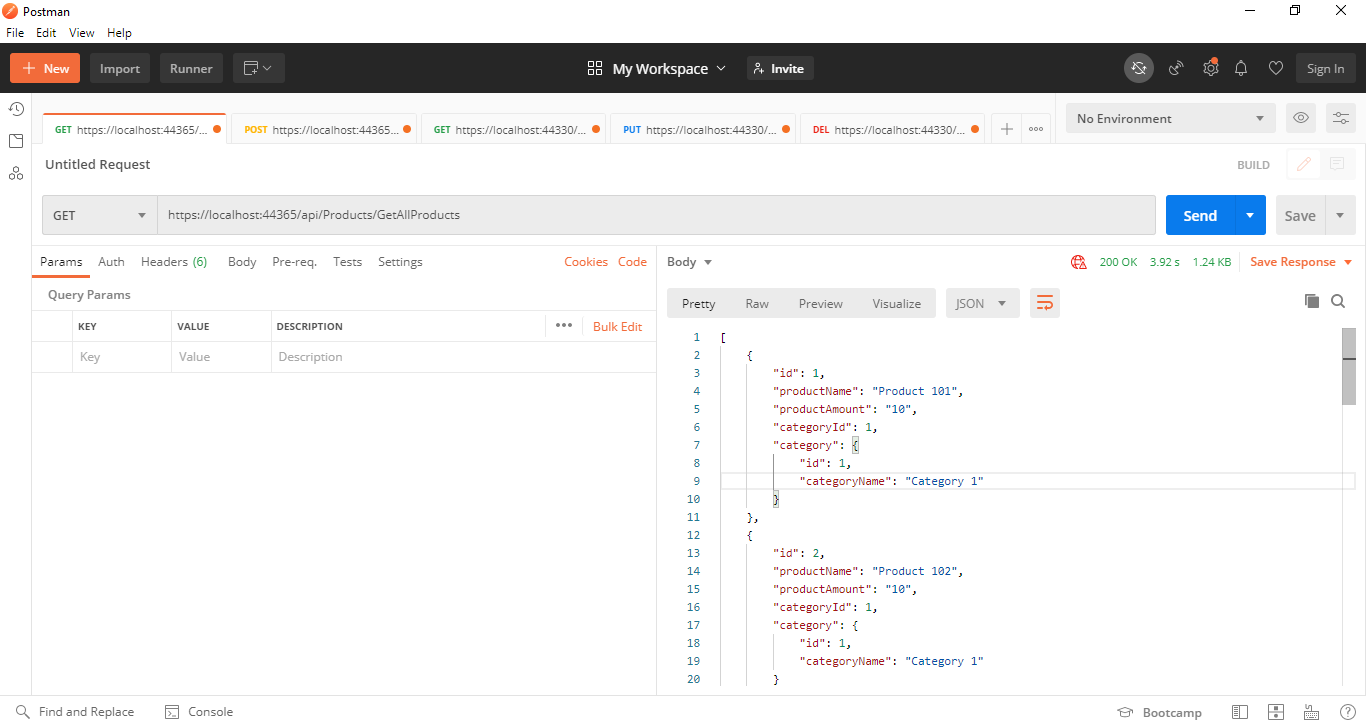 Postman
File Edit View Help
New Import Runner My Workspace Invite Sign In
GET https://localhost:44365/... POST https://localhost:44365... GET https://localhost:44330/... PUT https://localhost:44330/... DEL https://localhost:44330/... No Environment
Untitled Request BUILD
GET https://localhost:44365/api/Products/GetAllProducts Send Save
Params Auth Headers (6) Body Pre-req. Tests Settings Cookies Code
Body 200 OK 3.92 s 1.24 KB Save Response
Query Params
KEY VALUE DESCRIPTION Bulk Edit
Key Value Description
Pretty Raw Preview Visualize JSON
1 [
2 {
3 "id": 1,
4 "productName": "Product 101",
5 "productAmount": "10",
6 "categoryId": 1,
7 "category": {
8 "id": 1,
9 "categoryName": "Category 1"
10 }
11 },
12 {
13 "id": 2,
14 "productName": "Product 102",
15 "productAmount": "10",
16 "categoryId": 1,
17 "category": {
18 "id": 1,
19 "categoryName": "Category 1"
20 }
Find and Replace Console Bootcamp